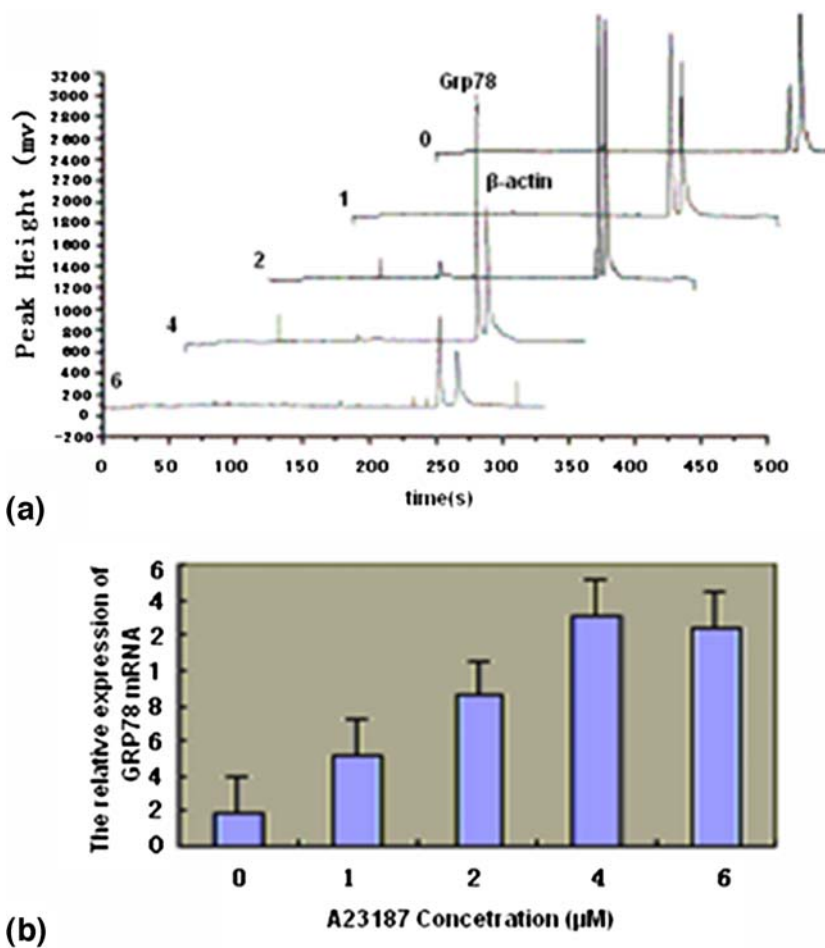 3200
3000
2800
2600
2400
2200
2000
1800
1600
1400
1200
1000
800
600
400
200
0
-200
Peak Height (mv)
Grp78
β-actin
0
1
2
4
6
0 50 100 150 200 250 300 350 400 450 500
time(s)
(a)
6
4
2
1
8
6
4
2
0
The relative expression of
GRP78 mRNA
0 1 2 4 6
A23187 Concetration (μM)
(b)